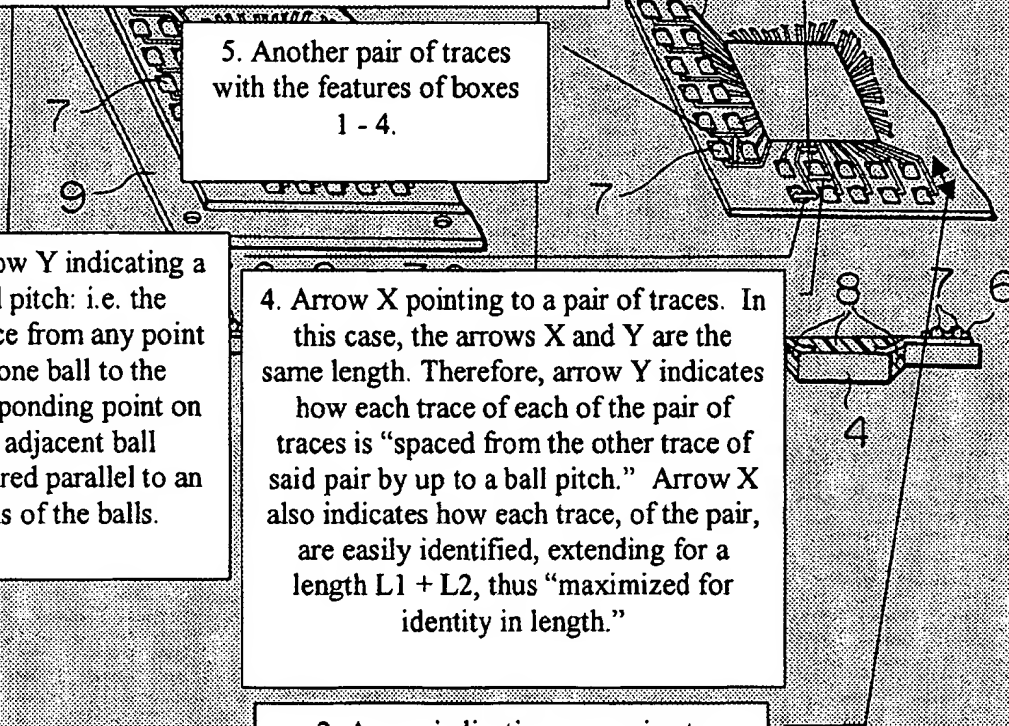 5. Another pair of traces
with the features of boxes
1 - 4.
7
9
7
ow Y indicating a
pitch: i.e. the
ce from any point
one ball to the
ponding point on
adjacent ball
red parallel to an
s of the balls.
4. Arrow X pointing to a pair of traces. In
this case, the arrows X and Y are the
same length. Therefore, arrow Y indicates
how each trace of each of the pair of
traces is “spaced from the other trace of
said pair by up to a ball pitch.” Arrow X
also indicates how each trace, of the pair,
are easily identified, extending for a
length L1 + L2, thus “maximized for
identity in length.”
8
7
6
4